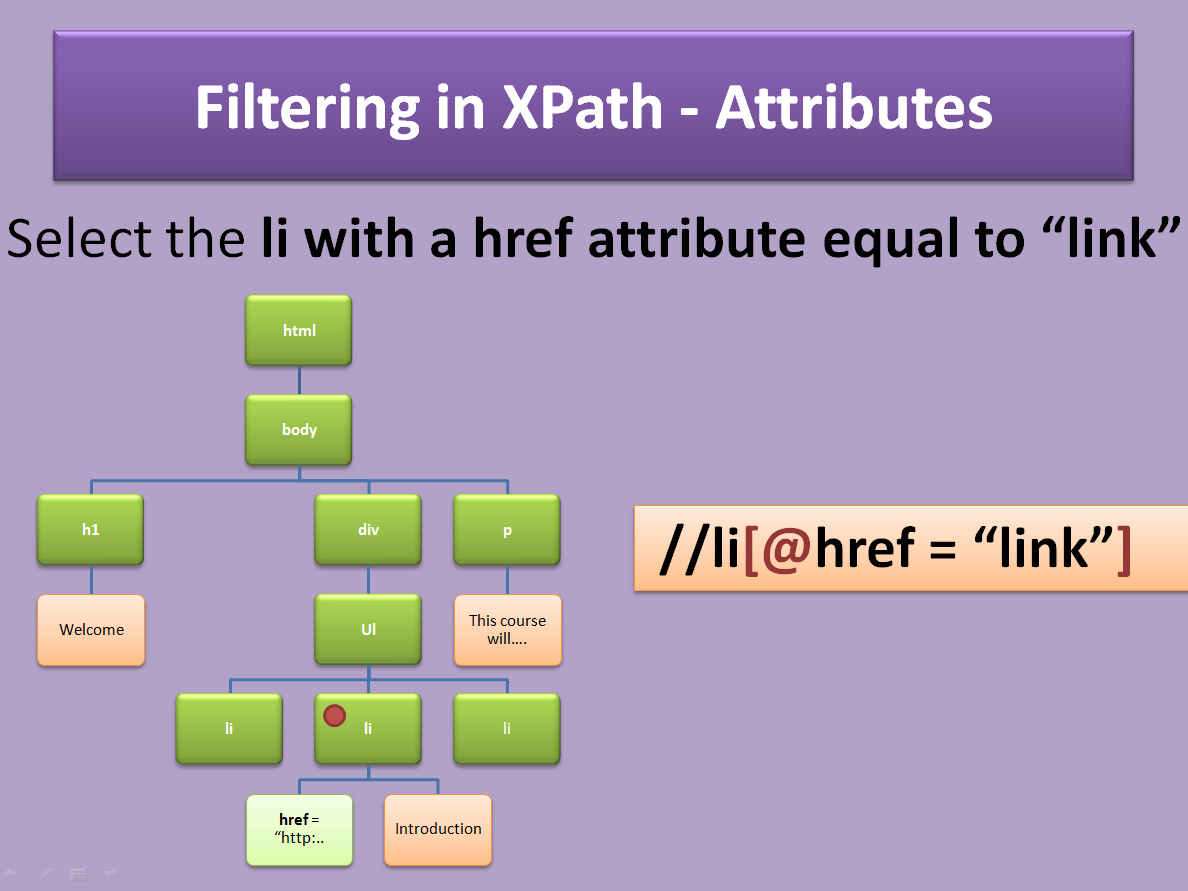 Filtering in XPath - Attributes
Select the li with a href attribute equal to “link”
html
body
h1
div
p
Welcome
Ul
This course
will....
//li[@href = “link”]
li
li
li
href =
“http:..
Introduction